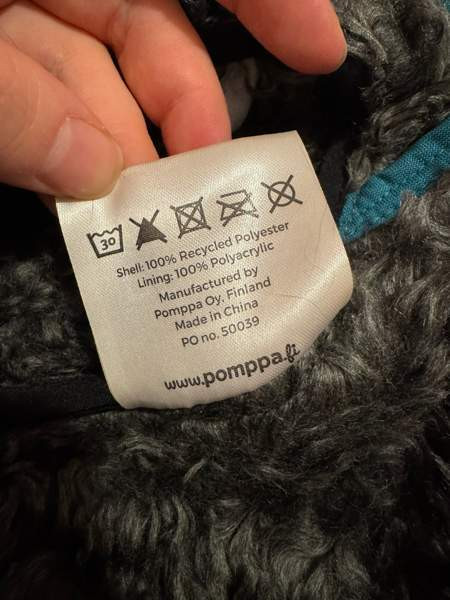 30
Shell: 100% Recycled Polyester
Lining: 100% Polyacrylic
Manufactured by
Pomppa Oy, Finland
Made in China
PO no. 50039
www.pomppa.fi